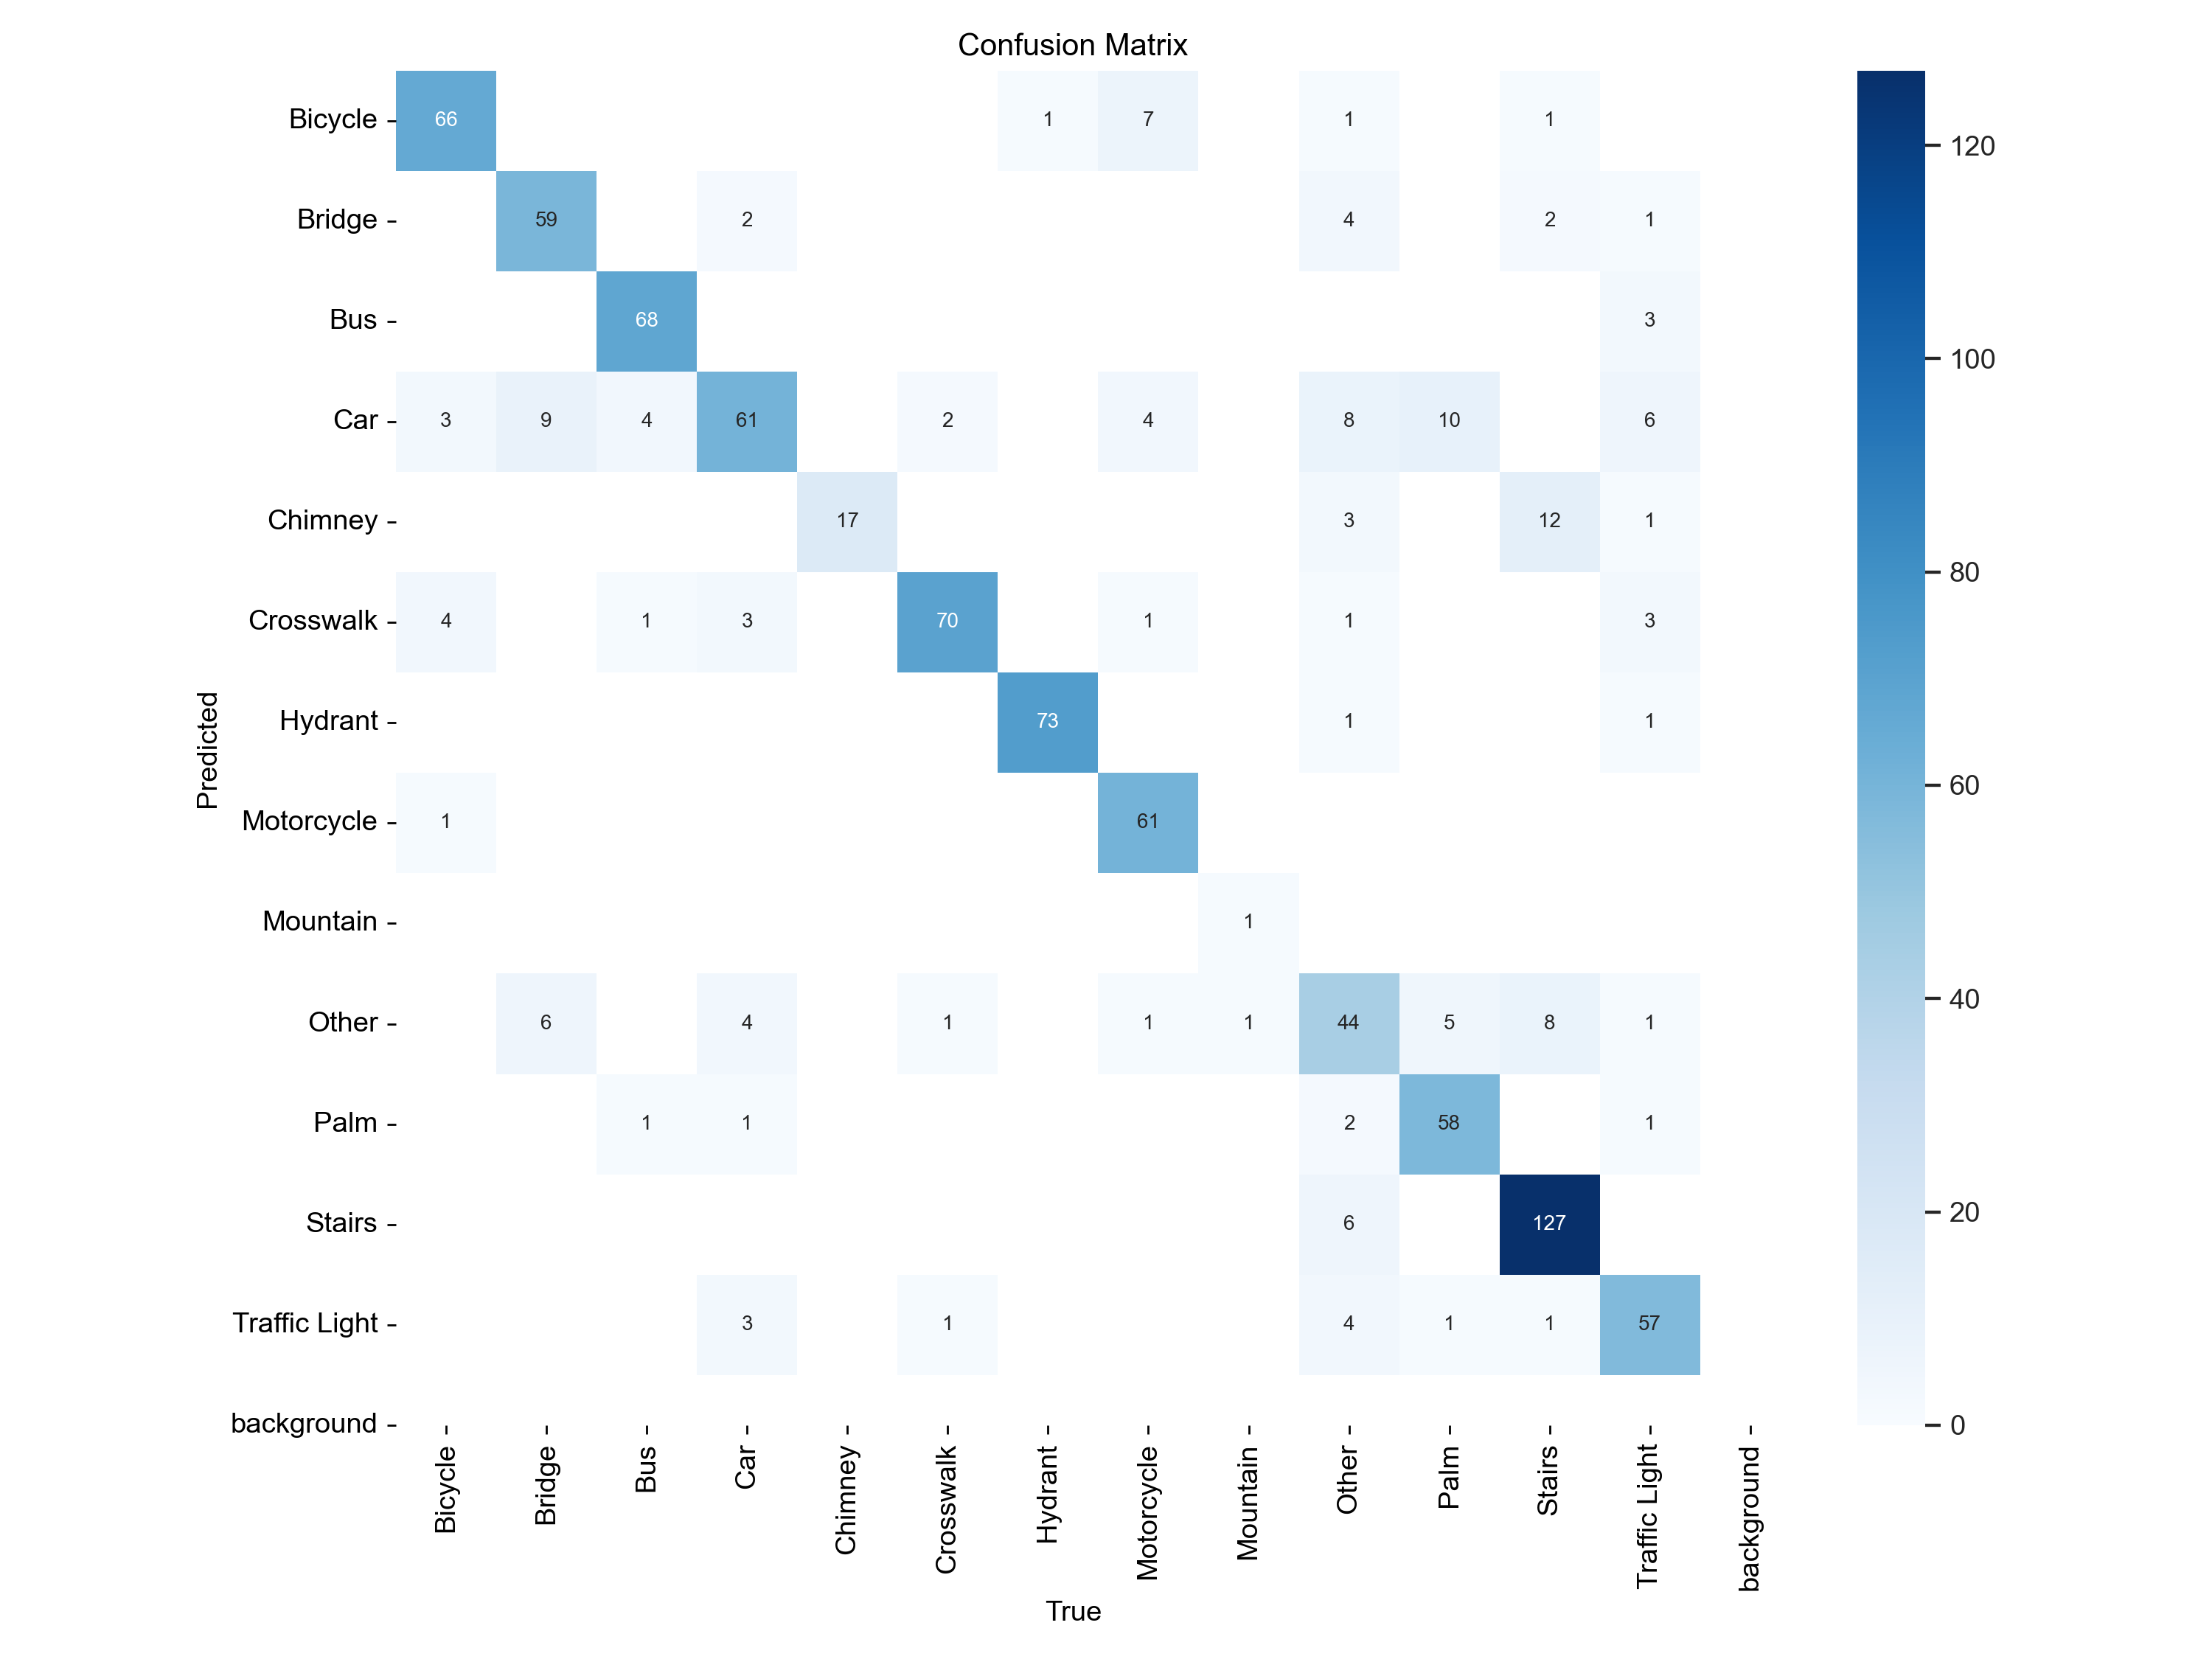 Confusion Matrix
Bicycle 66 1 7 1 1
Bridge 59 2 4 2 1
Bus 68 3
Car 3 9 4 61 2 4 8 10 6
Chimney 17 3 12 1
Crosswalk 4 1 3 70 1 1 3
Hydrant 73 1 1
Motorcycle 1 61
Mountain 1
Other 6 4 1 1 1 44 5 8 1
Palm 1 1 2 58 1
Stairs 6 127
Traffic Light 3 1 4 1 1 57
background
Predicted
Bicycle Bridge Bus Car Chimney Crosswalk Hydrant Motorcycle Mountain Other Palm Stairs Traffic Light background
True
120
100
80
60
40
20
0